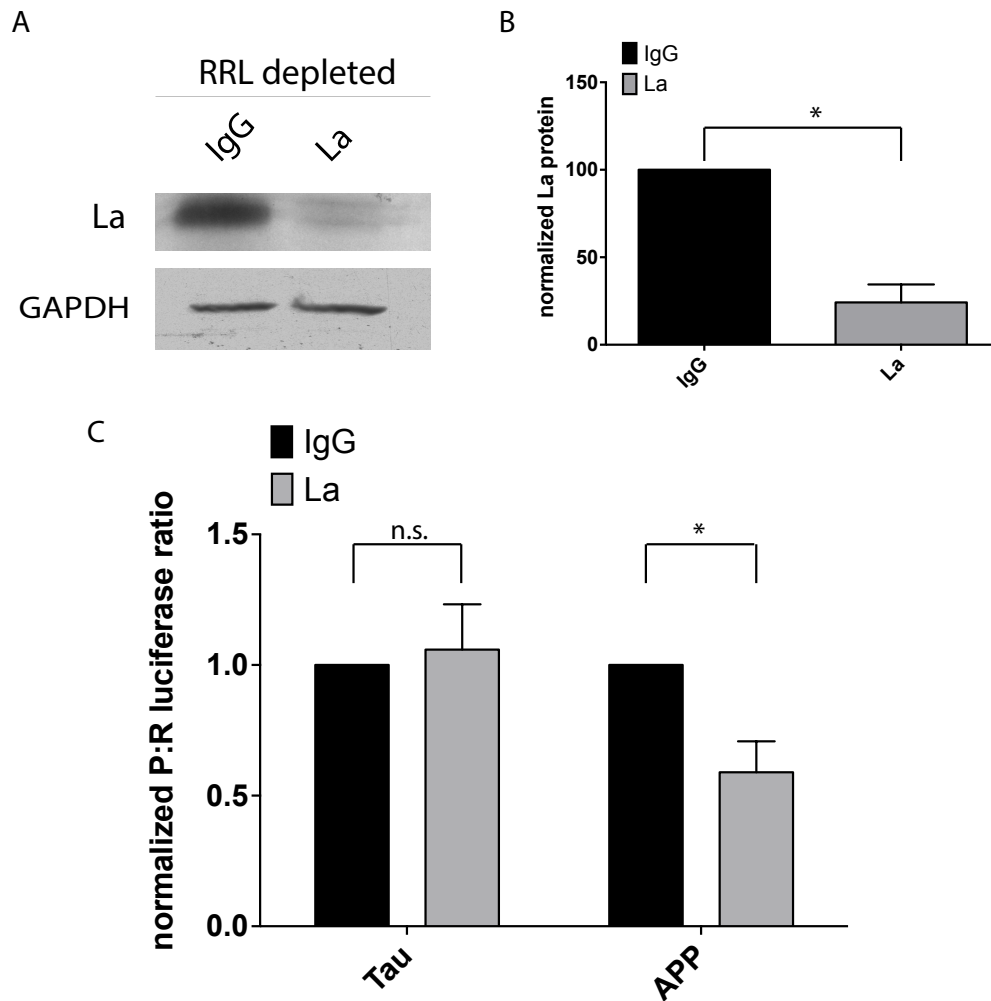 A
RRL depleted
IgG
La
La
GAPDH
B
IgG
La
normalized La protein
150
100
50
0
*
IgG
La
C
IgG
La
normalized P:R luciferase ratio
1.5
1.0
0.5
0.0
n.s.
*
Tau
APP